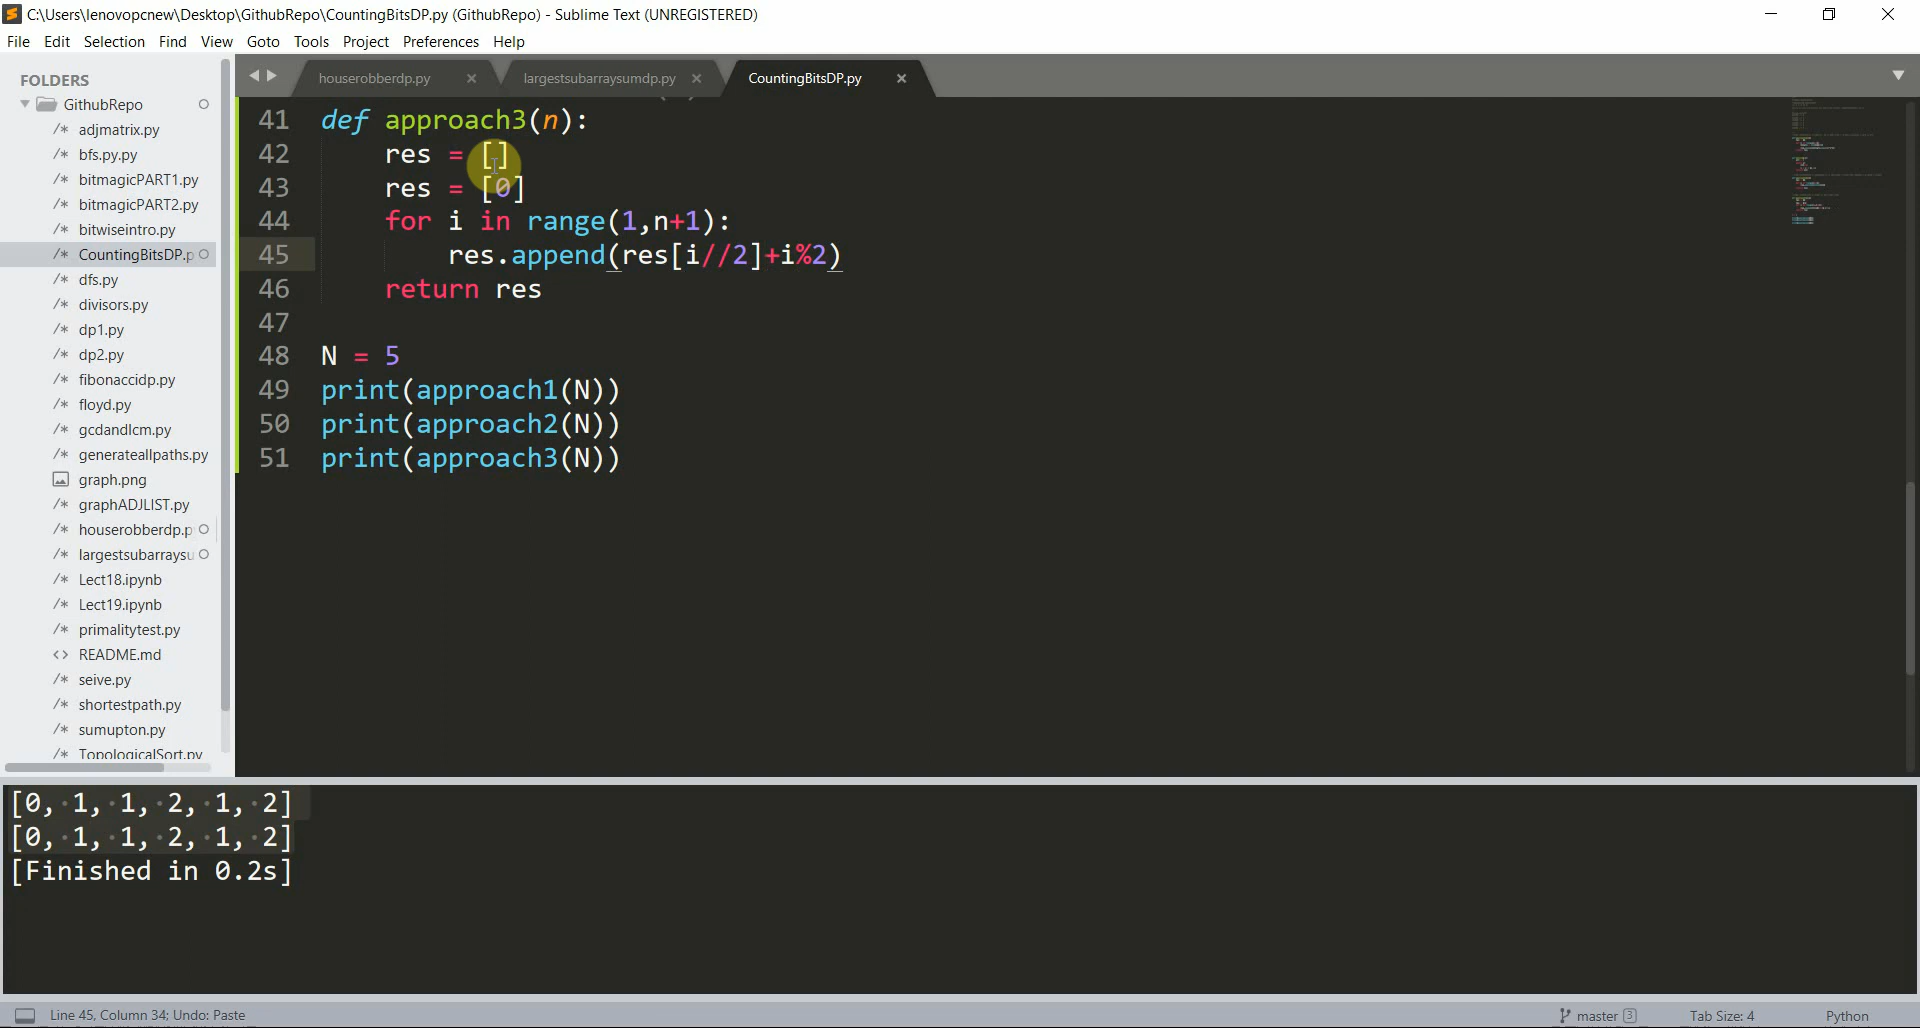 C:\Users\lenovopcnew\Desktop\GithubRepo\CountingBitsDP.py (GithubRepo) - Sublime Text (UNREGISTERED)
File Edit Selection Find View Goto Tools Project Preferences Help
FOLDERS
GithubRepo
/* adjmatrix.py
/* bfs.py.py
/* bitmagicPART1.py
/* bitmagicPART2.py
/* bitwiseintro.py
/* CountingBitsDP.p
/* dfs.py
/* divisors.py
/* dp1.py
/* dp2.py
/* fibonaccidp.py
/* floyd.py
/* gcdandlcm.py
/* generateallpaths.py
graph.png
/* graphADJLIST.py
/* houserobberdp.p
/* largestsubarraysu
/* Lect18.ipynb
/* Lect19.ipynb
/* primalitytest.py
<> README.md
/* seive.py
/* shortestpath.py
/* sumupton.py
/* TopologicalSort.py
houserobberdp.py largestsubarraysumdp.py CountingBitsDP.py
41 def approach3(n):
42 res = []
43 res = [0]
44 for i in range(1,n+1):
45 res.append(res[i//2]+i%2)
46 return res
47
48 N = 5
49 print(approach1(N))
50 print(approach2(N))
51 print(approach3(N))
[0, 1, 1, 2, 1, 2]
[0, 1, 1, 2, 1, 2]
[Finished in 0.2s]
Line 45, Column 34; Undo: Paste master 3 Tab Size: 4 Python